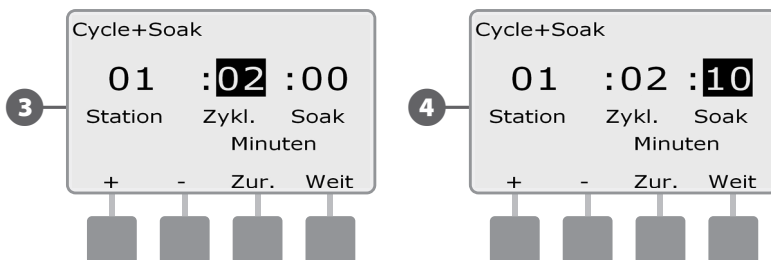 Cycle+Soak
01 :02 :00
Station Zykl. Soak
Minuten
+ - Zur. Weit
3
Cycle+Soak
01 :02 :10
Station Zykl. Soak
Minuten
+ - Zur. Weit
4